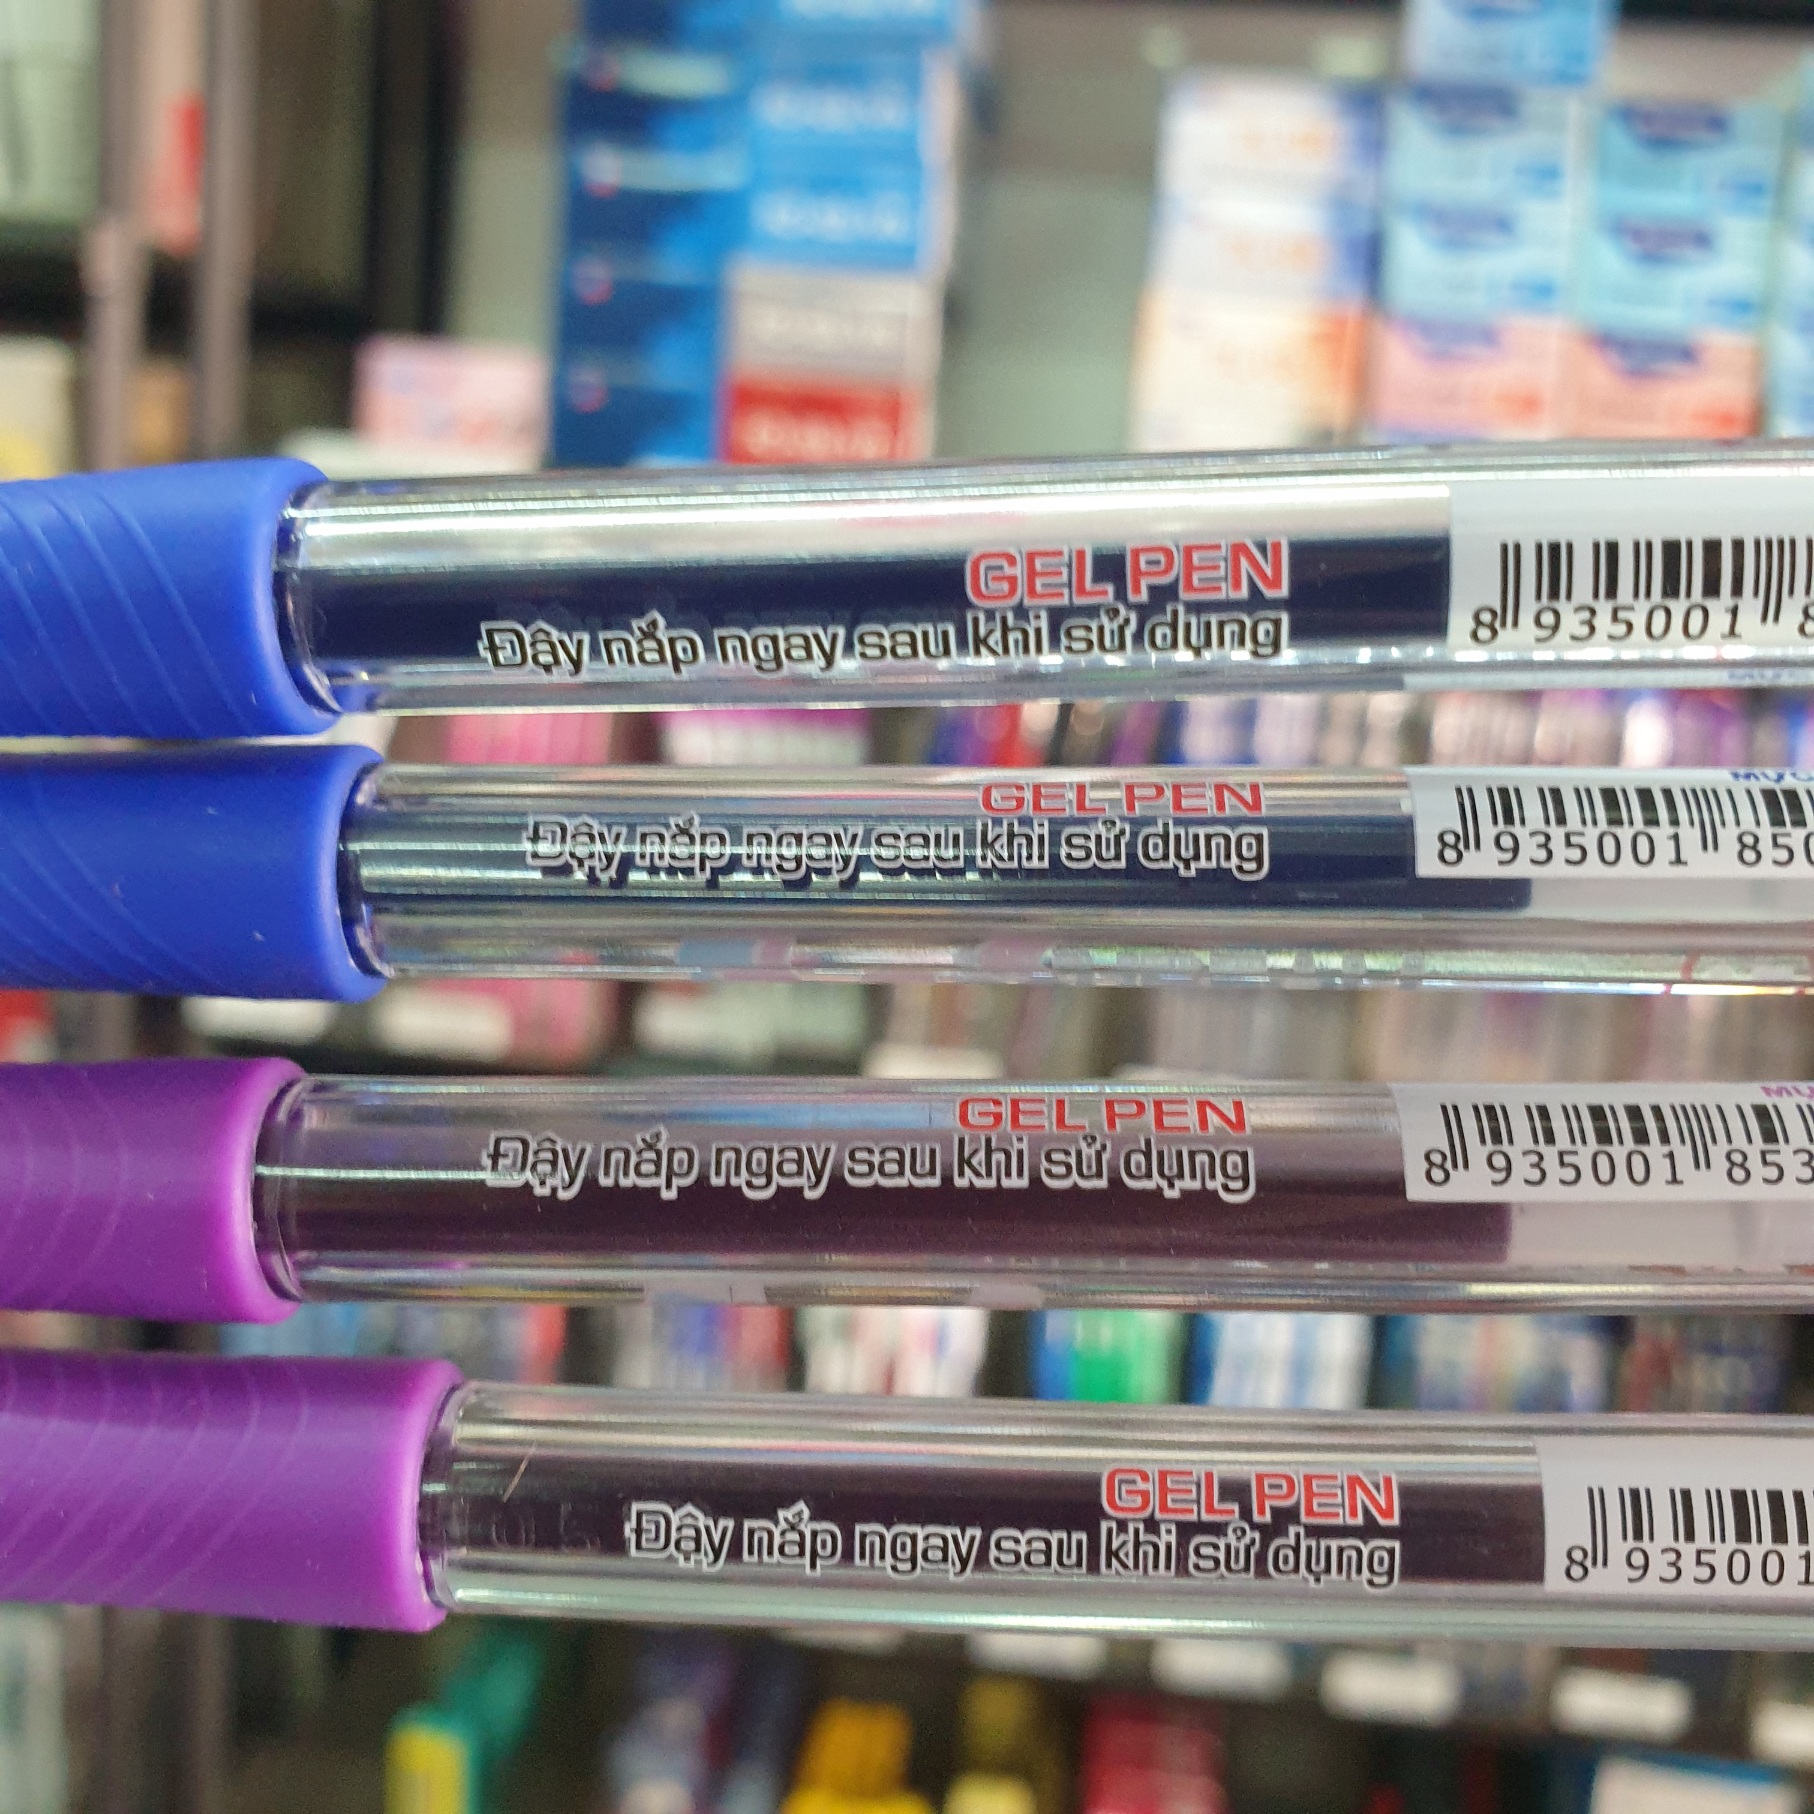 GEL PEN
Đậy nắp ngay sau khi sử dụng
8 935001 8
GEL PEN
Đậy nắp ngay sau khi sử dụng
8 935001 850
GEL PEN
Đậy nắp ngay sau khi sử dụng
8 935001 853
GEL PEN
Đậy nắp ngay sau khi sử dụng
8 935001